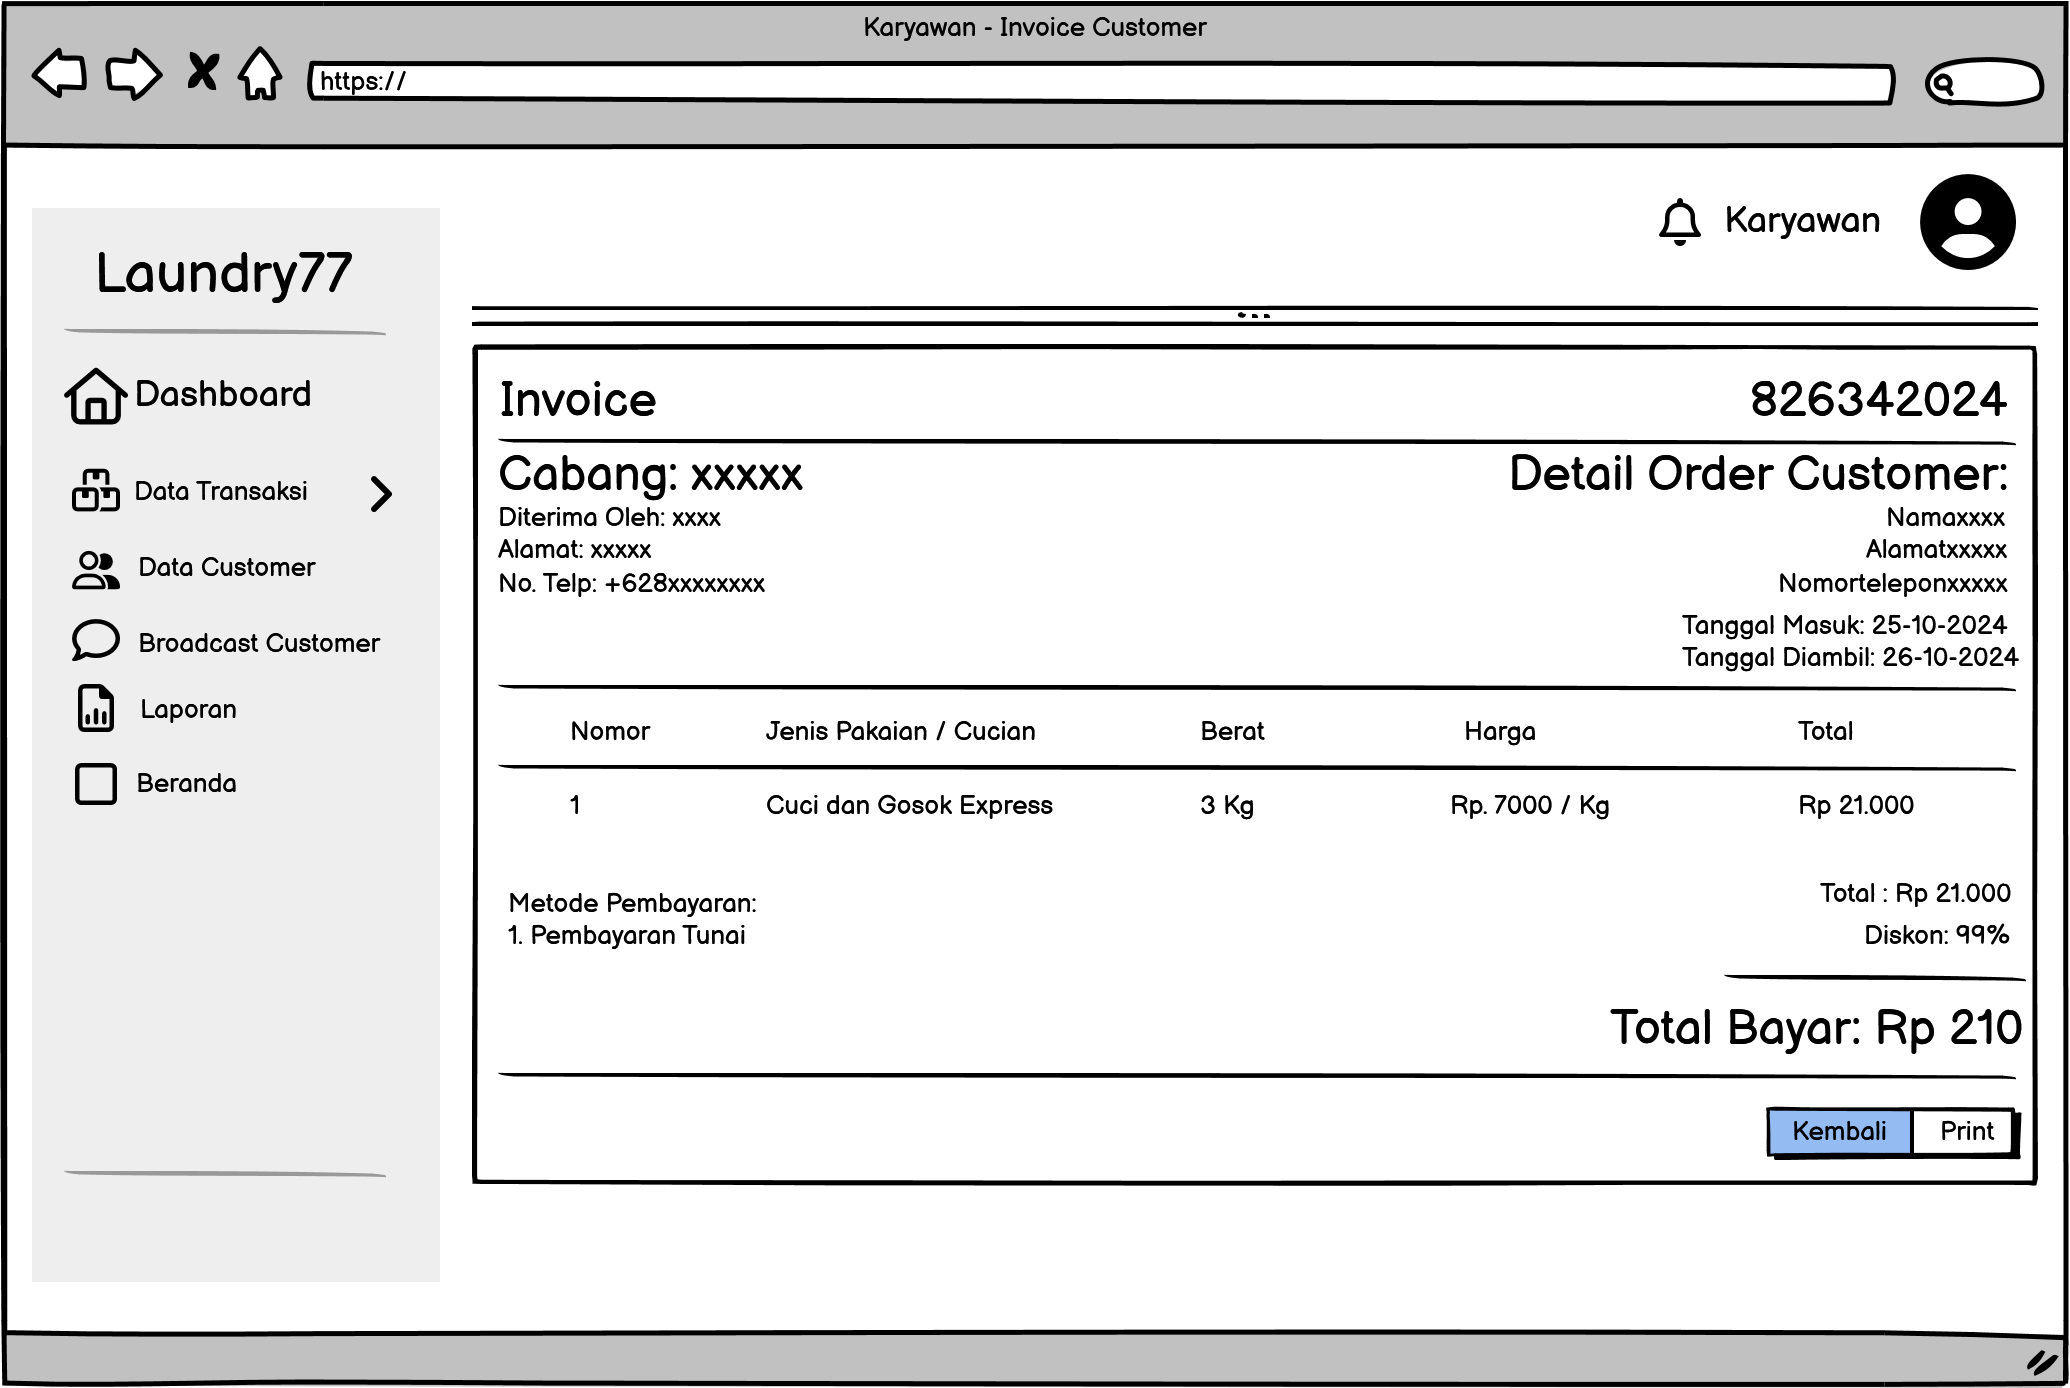 Karyawan - Invoice Customer
https://
Karyawan
Laundry77
Dashboard
Data Transaksi
Data Customer
Broadcast Customer
Laporan
Beranda
Invoice
826342024
Cabang: xxxxx
Diterima Oleh: xxxx
Alamat: xxxxx
No. Telp: +628xxxxxxxx
Detail Order Customer:
Namaxxxx
Alamatxxxxx
Nomorteleponxxxxx
Tanggal Masuk: 25-10-2024
Tanggal Diambil: 26-10-2024
Nomor Jenis Pakaian / Cucian Berat Harga Total
1 Cuci dan Gosok Express 3 Kg Rp. 7000 / Kg Rp 21.000
Metode Pembayaran:
1. Pembayaran Tunai
Total : Rp 21.000
Diskon: 99%
Total Bayar: Rp 210
Kembali Print